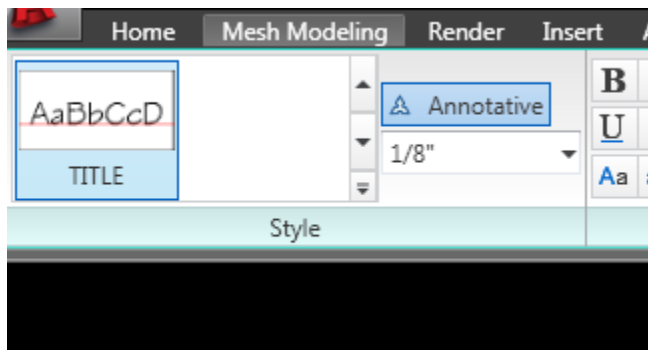 Home Mesh Modeling Render Insert
AaBbCcD
TITLE
Annotative
1/8"
B
U
Aa
Style